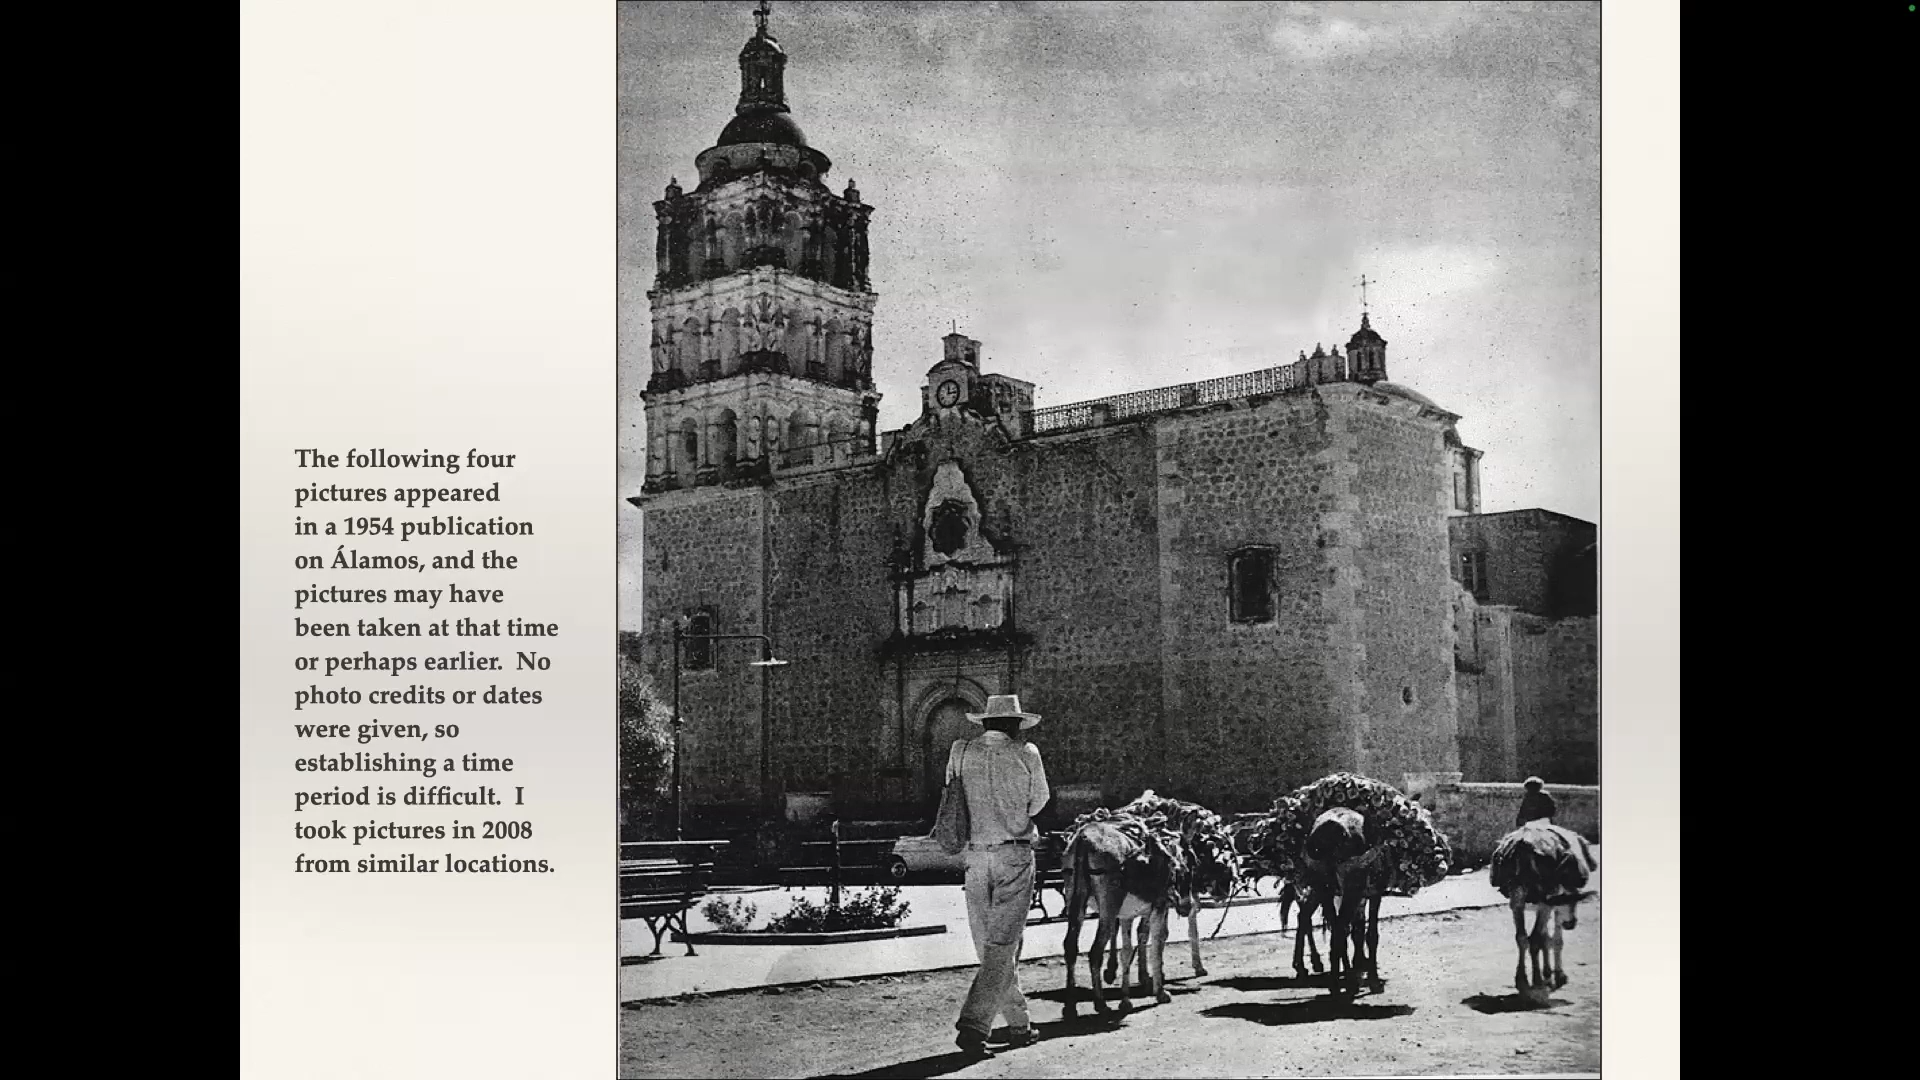 The following four
pictures appeared
in a 1954 publication
on Álamos, and the
pictures may have
been taken at that time
or perhaps earlier.  No
photo credits or dates
were given, so
establishing a time
period is difficult.  I
took pictures in 2008
from similar locations.